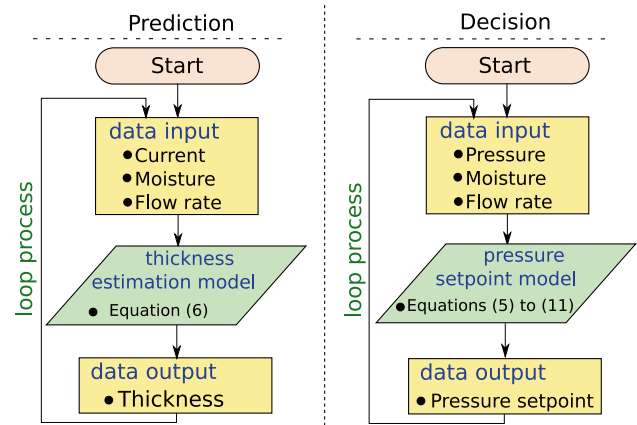 Prediction
Start
data input
● Current
● Moisture
● Flow rate
thickness
estimation model
● Equation (6)
data output
● Thickness
loop process
Decision
Start
data input
● Pressure
● Moisture
● Flow rate
pressure
setpoint model
● Equations (5) to (11)
data output
● Pressure setpoint
loop process